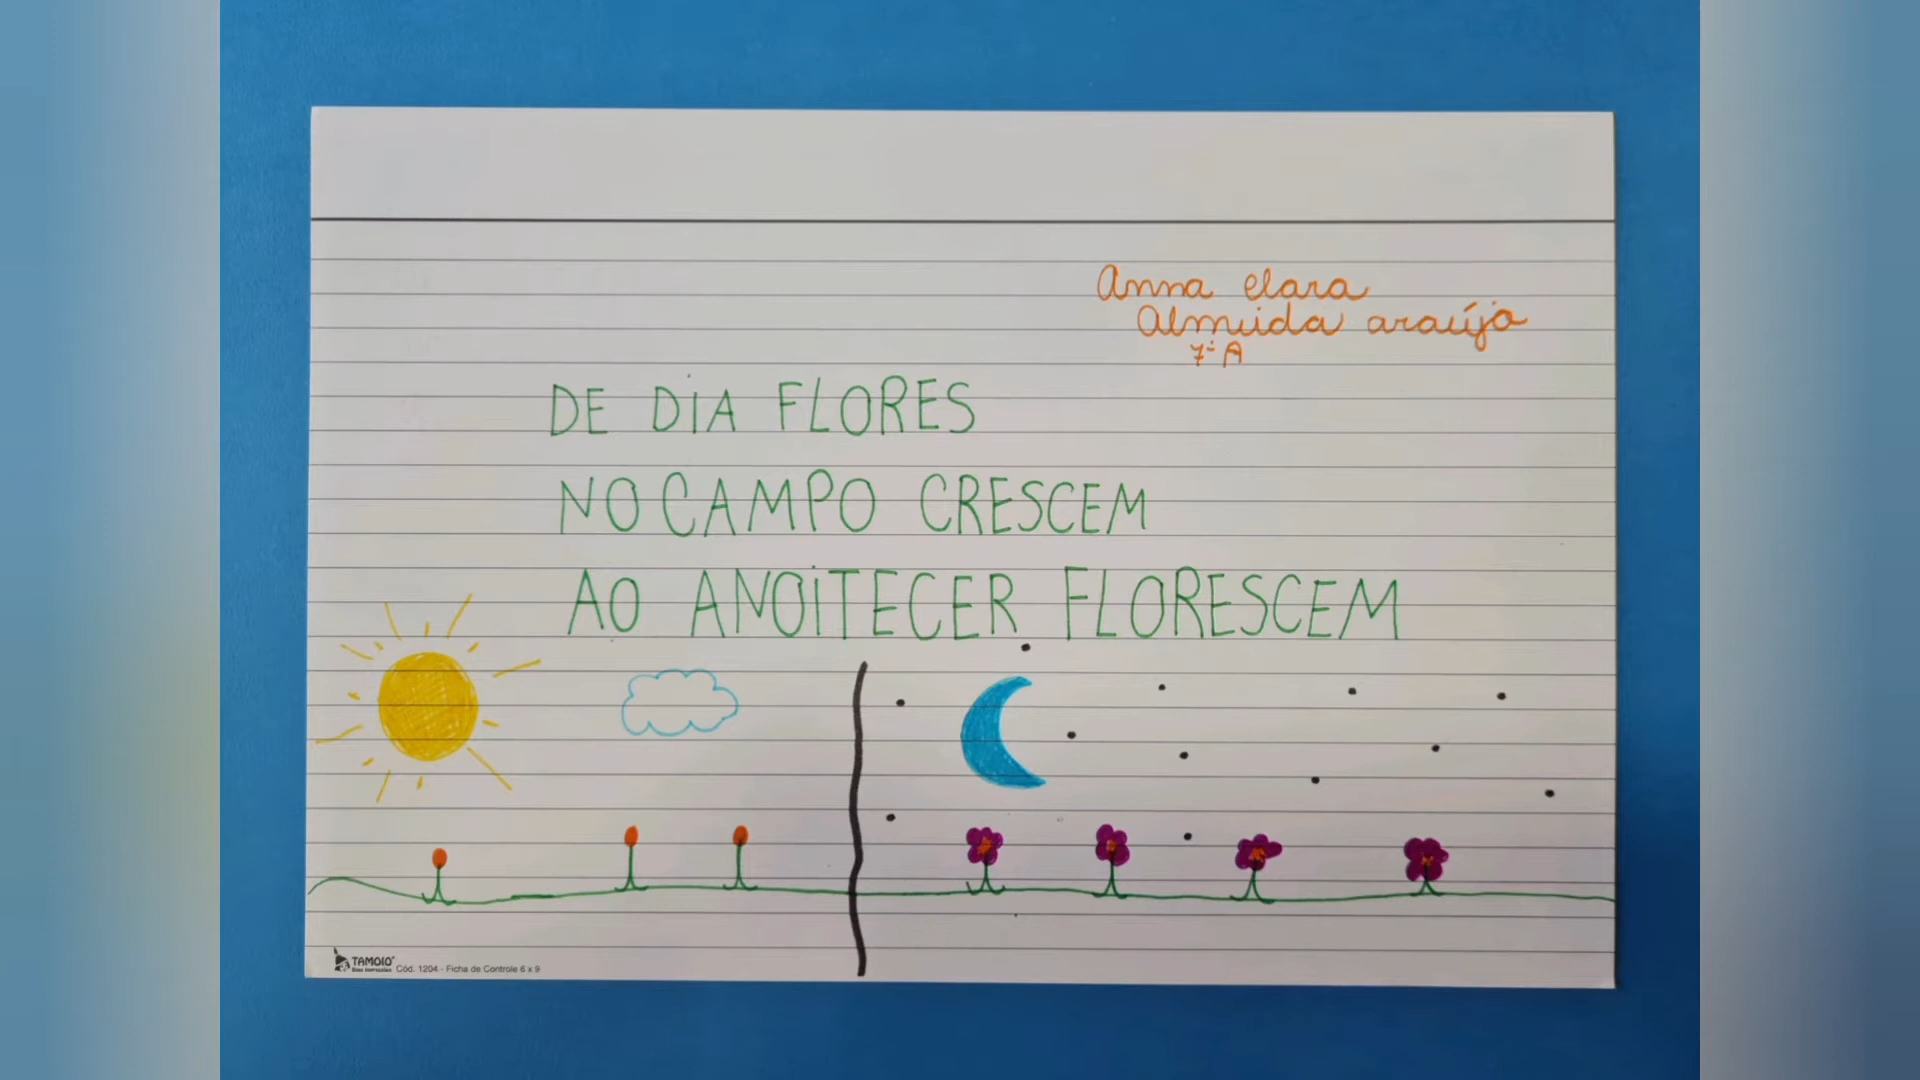 Anna Clara
Almeida Araújo
7º A
DE DIA FLORES
NO CAMPO CRESCEM
AO ANOITECER FLORESCEM
TAMOIO
Cód. 1204 - Ficha de Controle 6 x 9